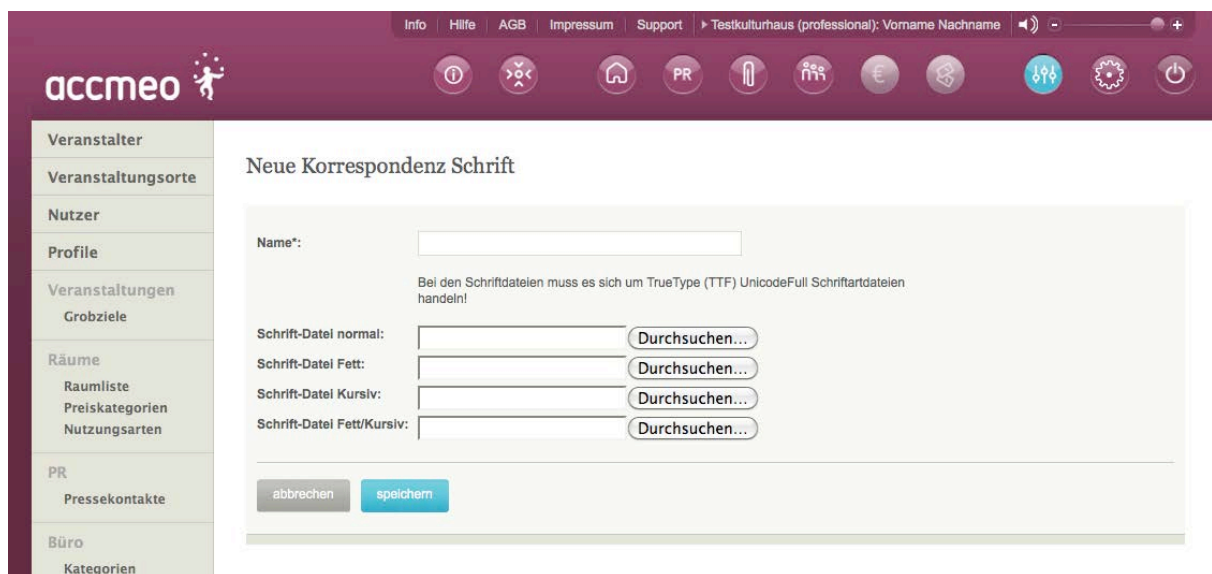 Info Hilfe AGB Impressum Support Testkulturhaus (professional): Vorname Nachname
accmeo
PR
€
Veranstalter
Veranstaltungsorte
Nutzer
Profile
Veranstaltungen
Grobziele
Räume
Raumliste
Preiskategorien
Nutzungsarten
PR
Pressekontakte
Büro
Kategorien
Neue Korrespondenz Schrift
Name*:
Bei den Schriftdateien muss es sich um TrueType (TTF) UnicodeFull Schriftartdateien
handeln!
Schrift-Datei normal: Durchsuchen...
Schrift-Datei Fett: Durchsuchen...
Schrift-Datei Kursiv: Durchsuchen...
Schrift-Datei Fett/Kursiv: Durchsuchen...
abbrechen speichern